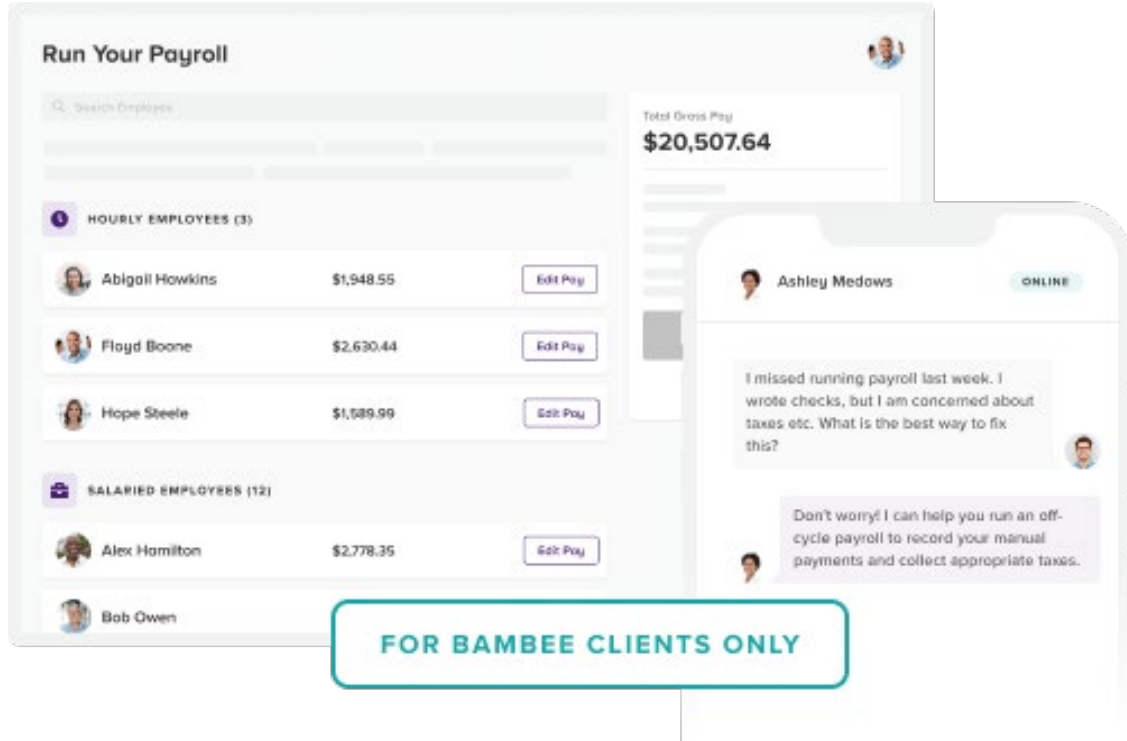 Run Your Payroll
Search Employee
Total Gross Pay
$20,507.64
HOURLY EMPLOYEES (3)
Abigail Hawkins
$1,948.55
Edit Pay
Floyd Boone
$2,630.44
Edit Pay
Hope Steele
$1,589.99
Edit Pay
SALARIED EMPLOYEES (12)
Alex Hamilton
$2,778.35
Edit Pay
Bob Owen
Ashley Medows
ONLINE
I missed running payroll last week. I
wrote checks, but I am concerned about
taxes etc. What is the best way to fix
this?
Don't worry! I can help you run an off-
cycle payroll to record your manual
payments and collect appropriate taxes.
FOR BAMBEE CLIENTS ONLY